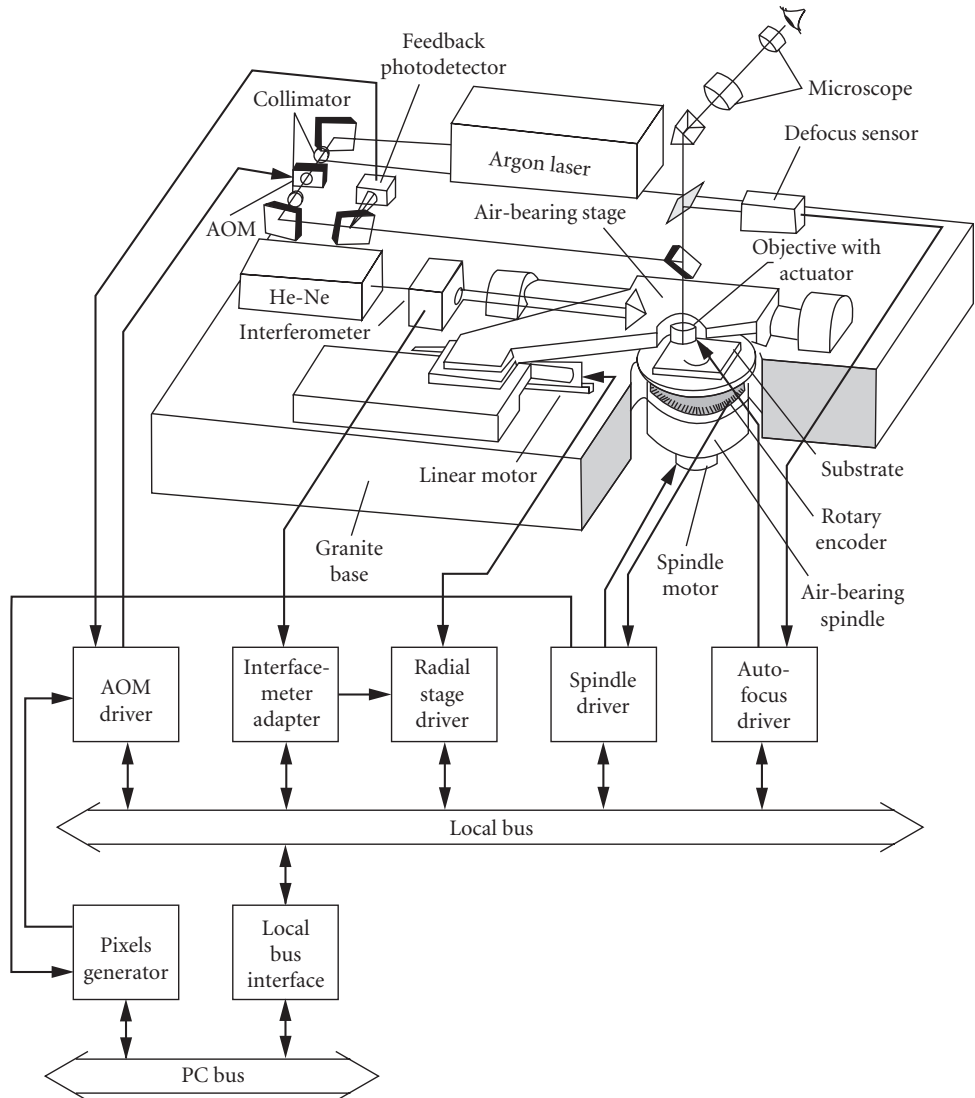 Feedback
photodetector
Collimator
Microscope
Defocus sensor
Argon laser
Air-bearing stage
AOM
Objective with
actuator
He-Ne
Interferometer
Linear motor
Substrate
Granite
base
Rotary
encoder
Spindle
motor
Air-bearing
spindle
AOM
driver
Interface-
meter
adapter
Radial
stage
driver
Spindle
driver
Auto-
focus
driver
Local bus
Pixels
generator
Local
bus
interface
PC bus